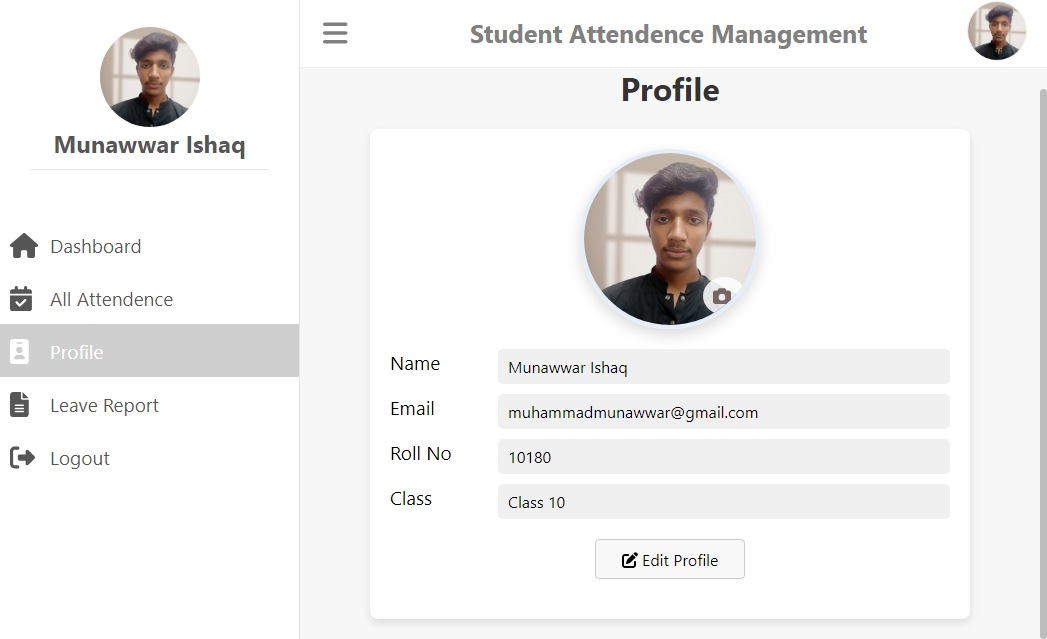 Munawwar Ishaq
Dashboard
All Attendence
Profile
Leave Report
Logout
Student Attendence Management
Profile
Name Munawwar Ishaq
Email muhammadmunawwar@gmail.com
Roll No 10180
Class Class 10
Edit Profile